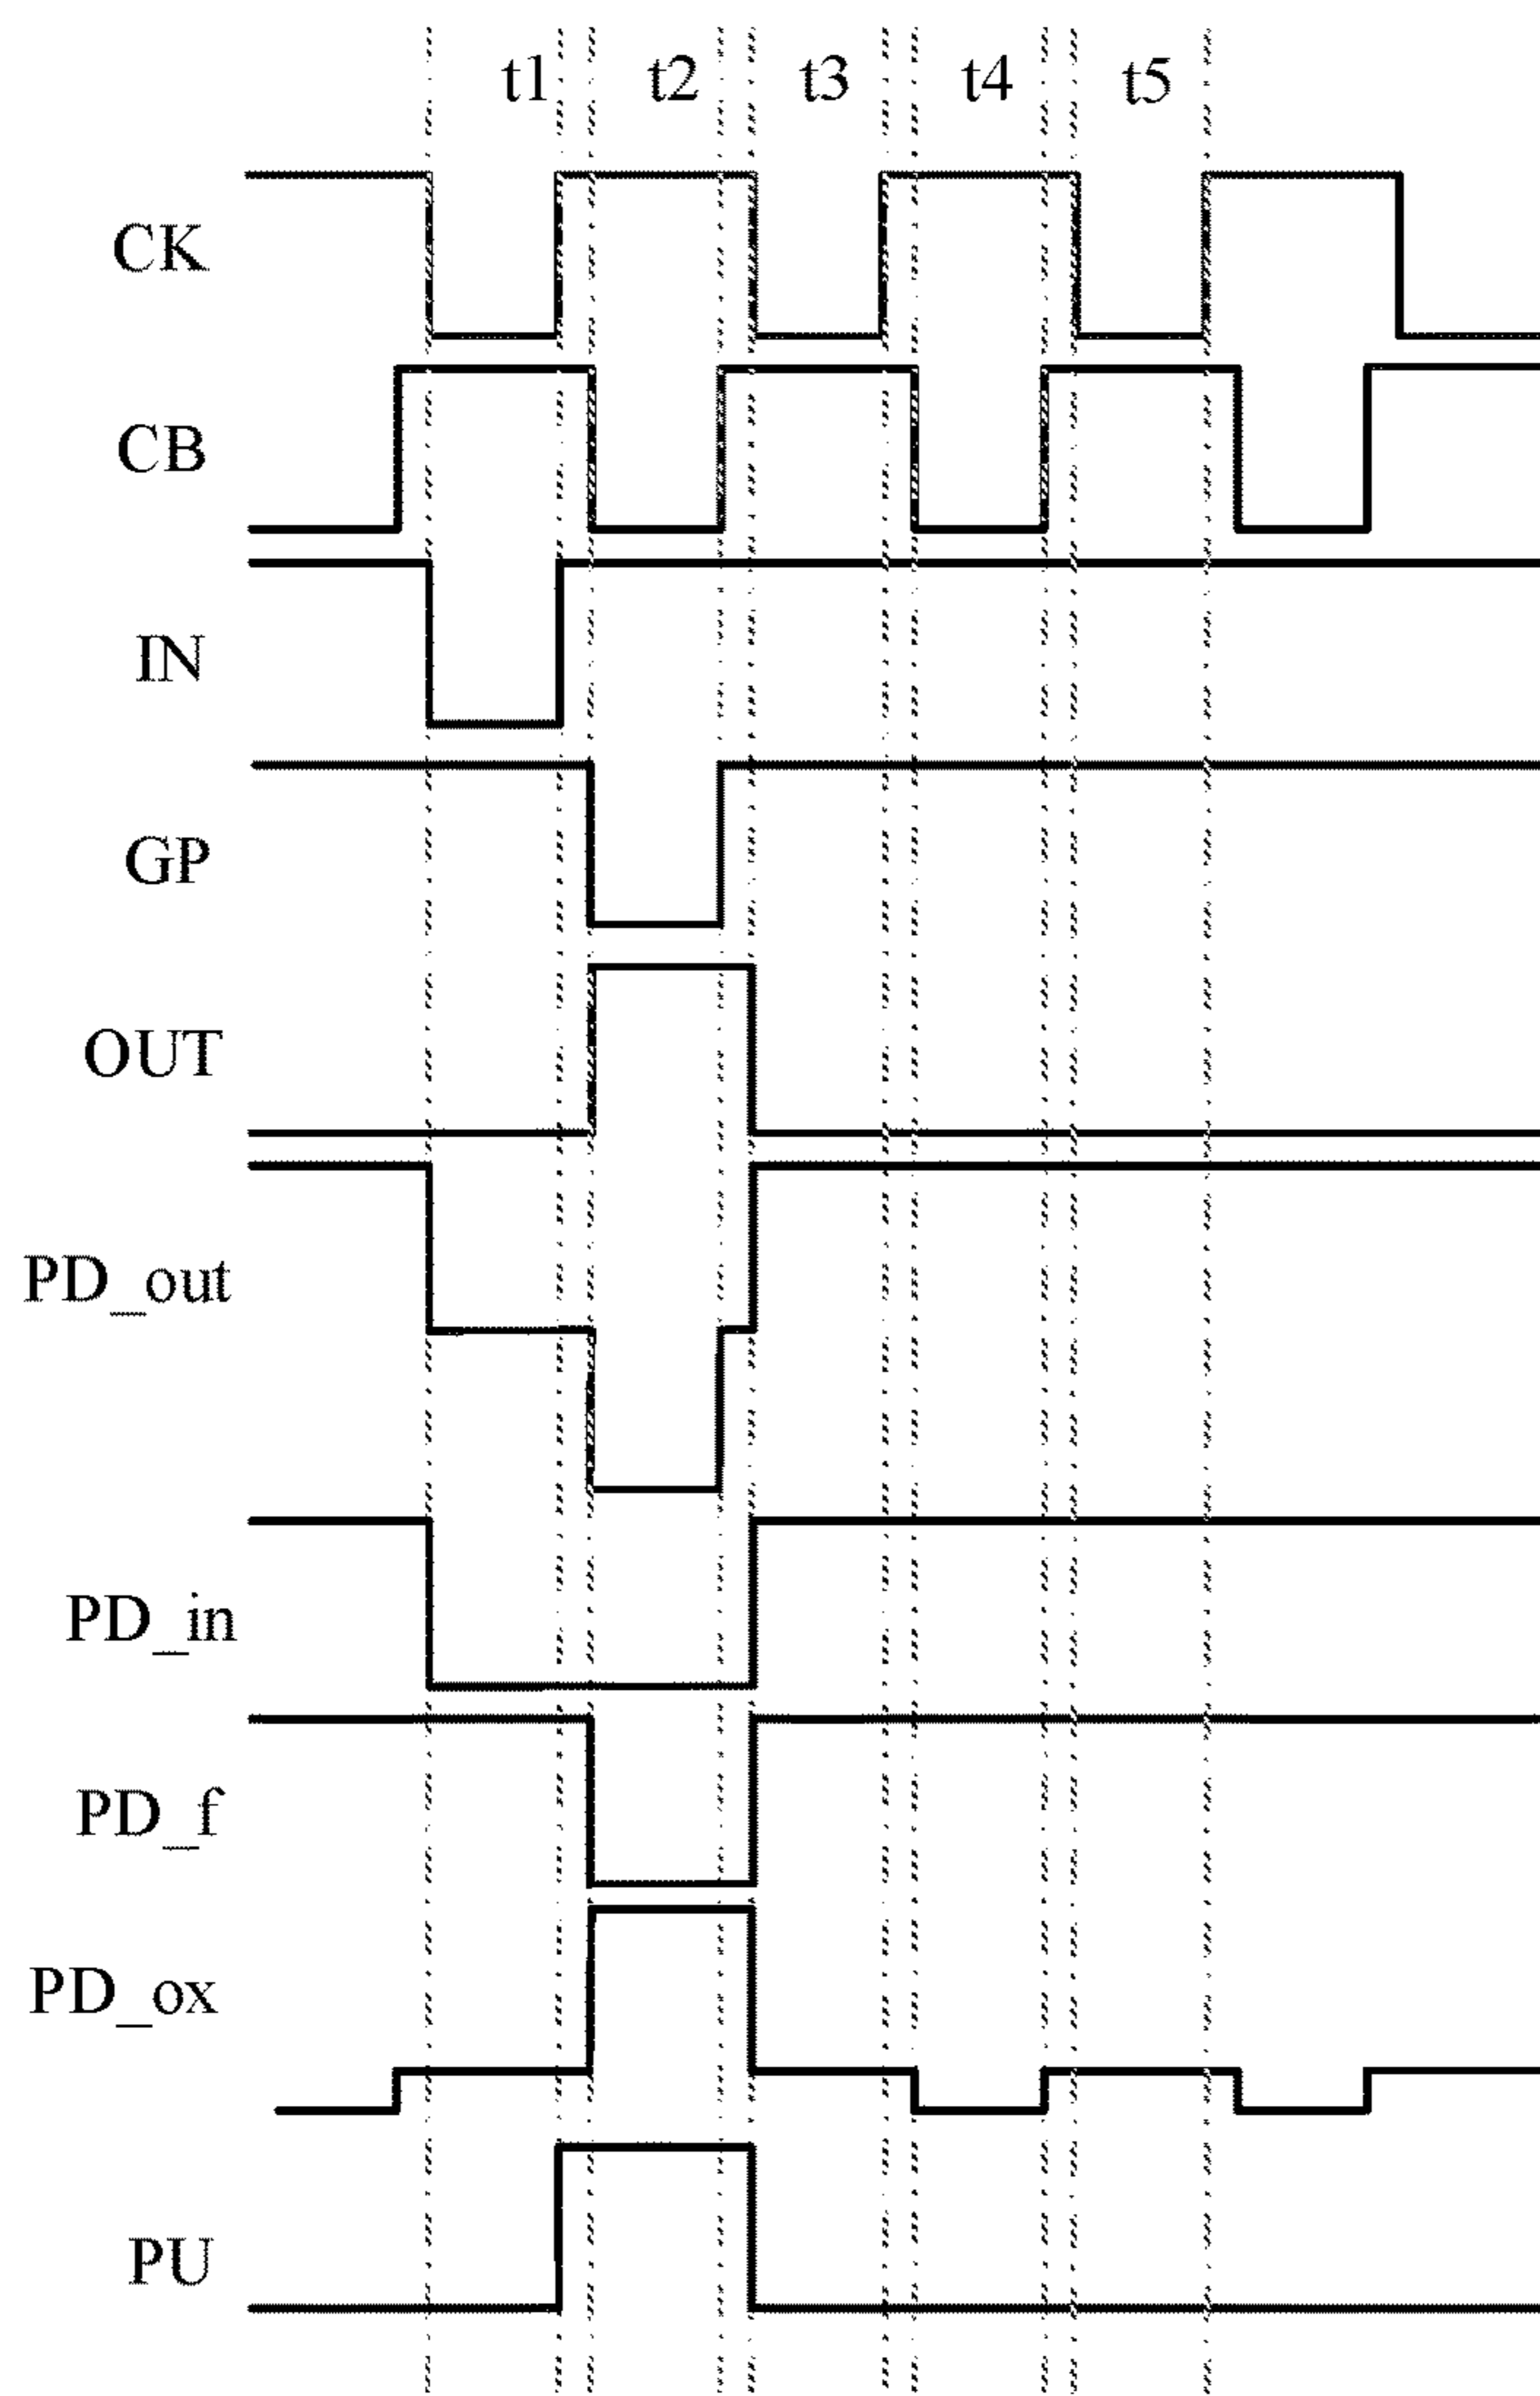 t1 t2 t3 t4 t5
CK
CB
IN
GP
OUT
PD_out
PD_in
PD_f
PD_ox
PU